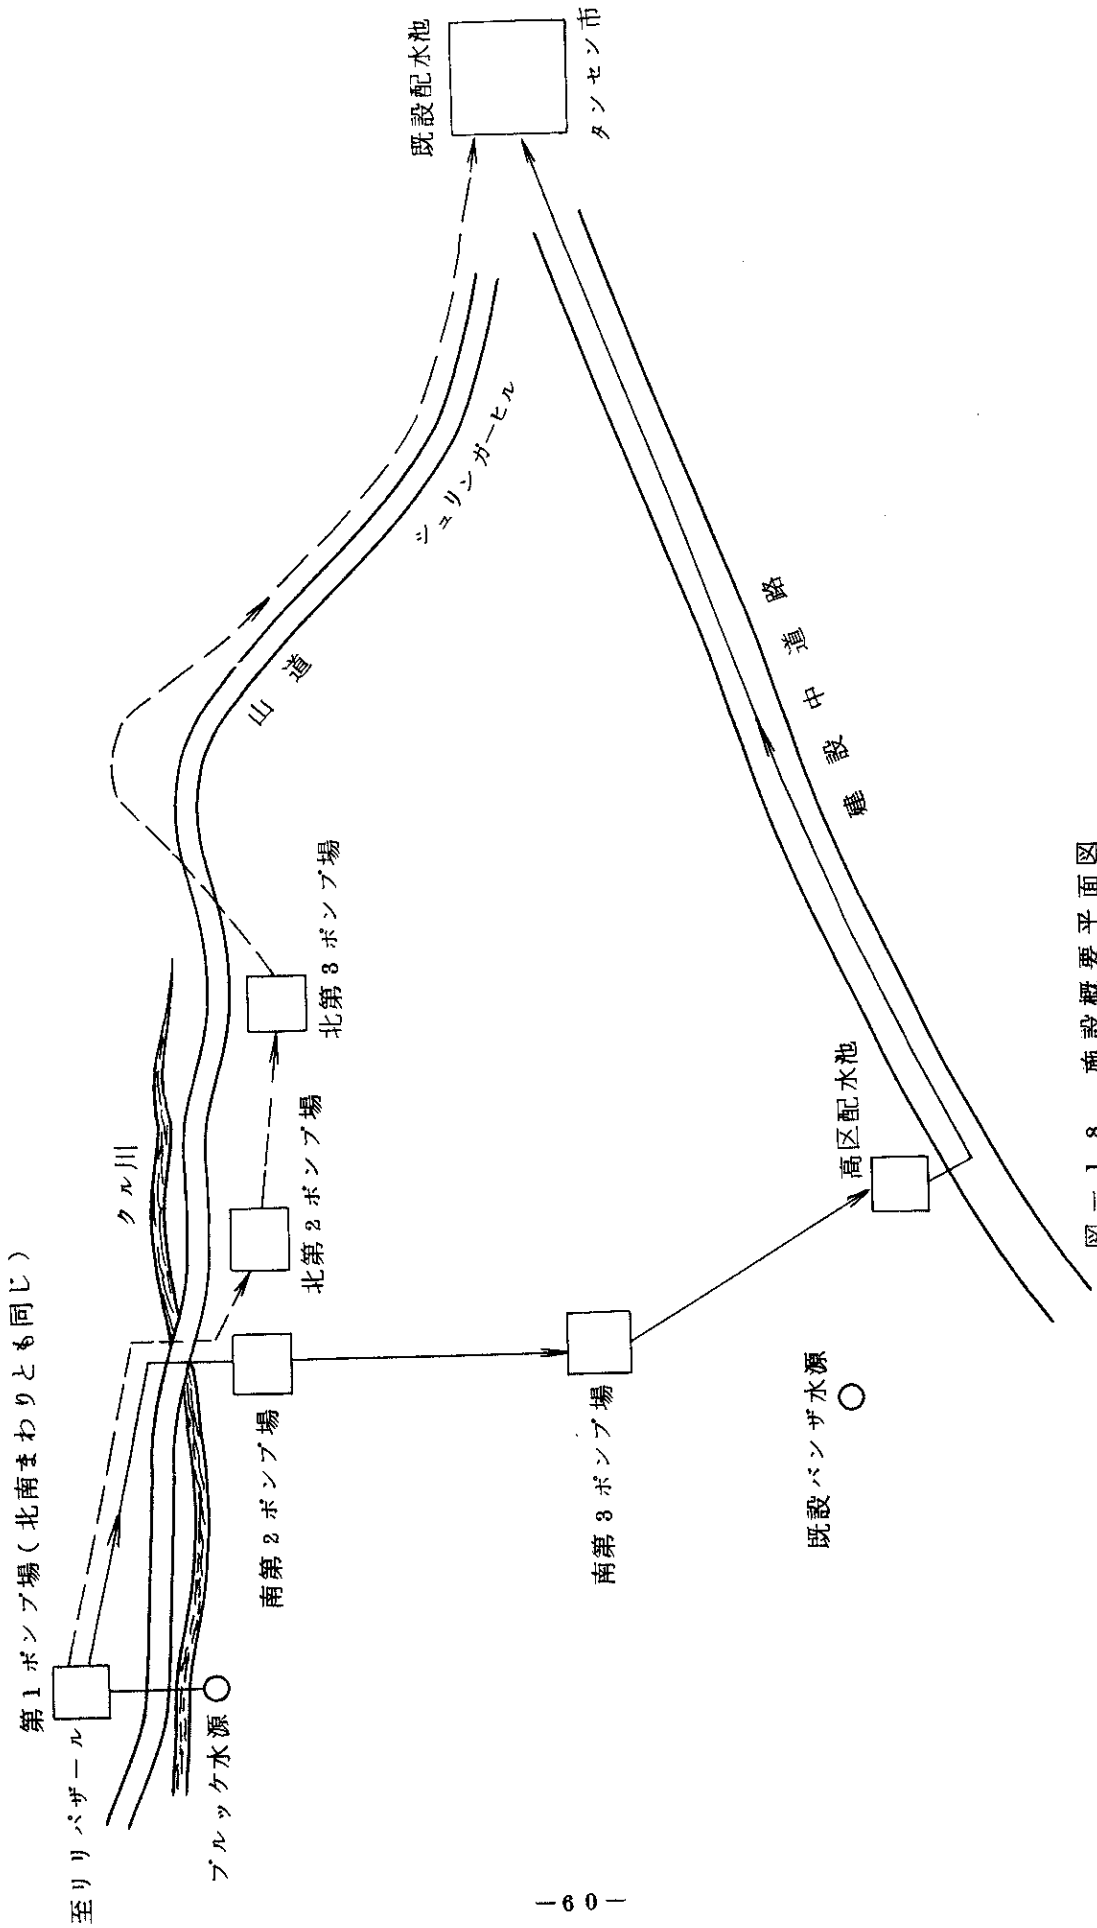 第1ポンプ場(北南まわりとも同じ)
至リリバザール
ブルッケ水源
クル川
南第2ポンプ場
北第2ポンプ場
北第3ポンプ場
山道
シュリンガーヒル
既設配水池
タンセン市
南第3ポンプ場
高区配水池
既設バンザ水源
建設中道路
図-18 施設概要平面図
-60-